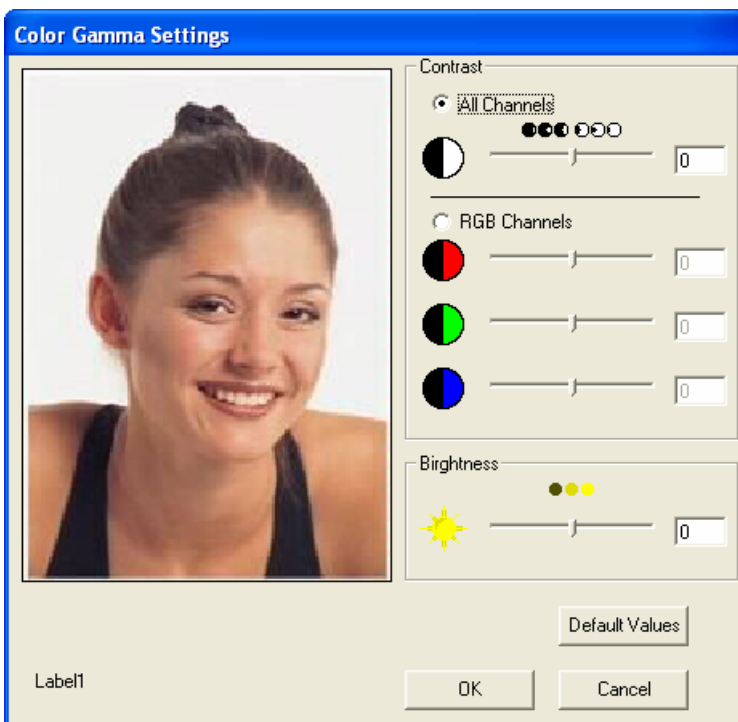 Color Gamma Settings
Contrast
All Channels
0
RGB Channels
0
0
0
Birghtness
0
Default Values
Label1
OK
Cancel